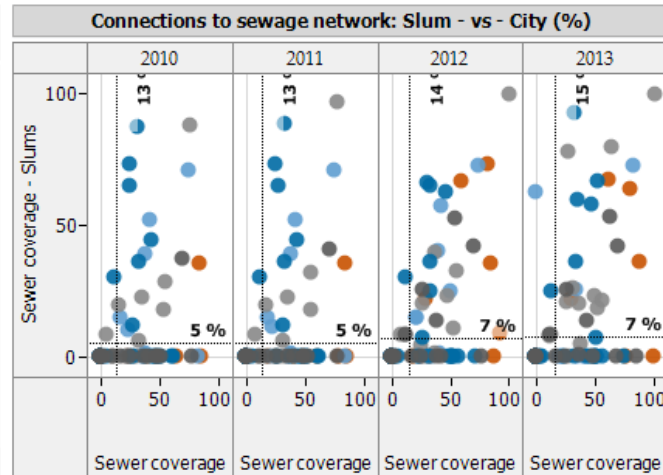 Connections to sewage network: Slum - vs - City (%)
2010 2011 2012 2013
13 13 14 15
Sewer coverage - Slums
100
50
0
5 % 5 % 7 % 7 %
0 50 100 0 50 100 0 50 100 0 50 100
Sewer coverage Sewer coverage Sewer coverage Sewer coverage